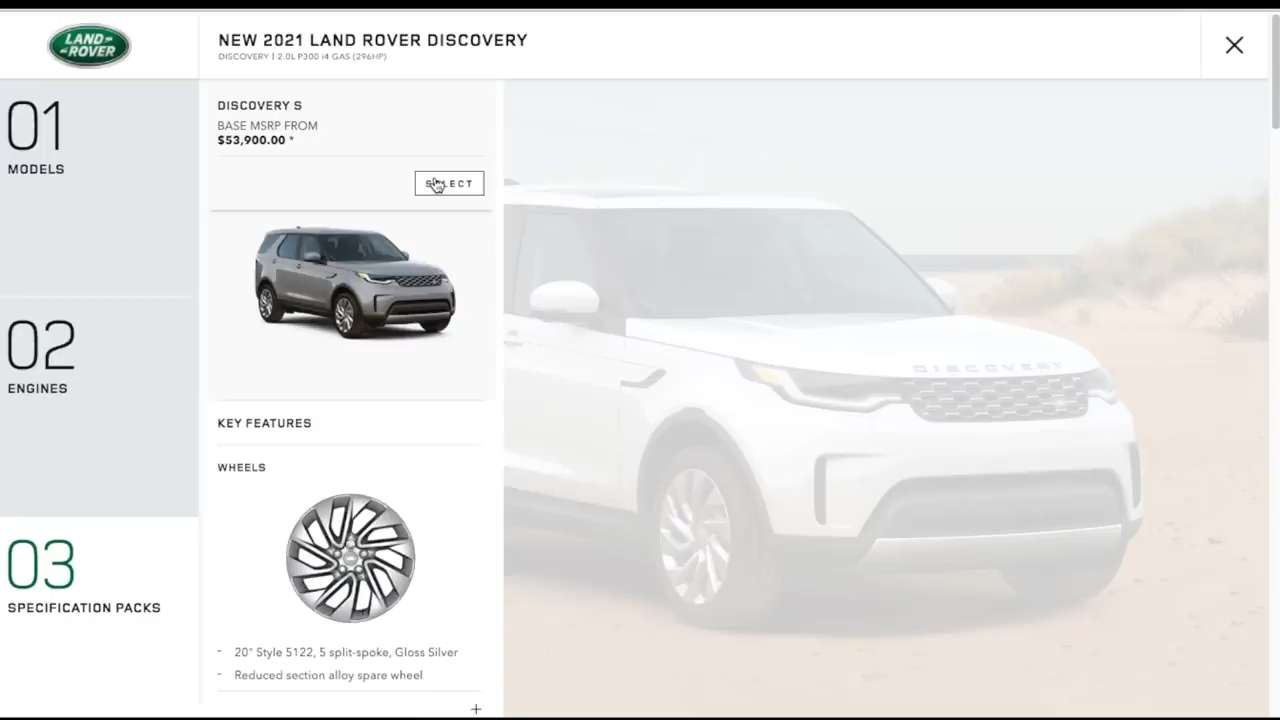 LAND-
-ROVER
NEW 2021 LAND ROVER DISCOVERY
DISCOVERY | 2.0L P300 i4 GAS (296HP)
01
MODELS
02
ENGINES
03
SPECIFICATION PACKS
DISCOVERY S
BASE MSRP FROM
$53,900.00 *
SELECT
KEY FEATURES
WHEELS
- 20" Style 5122, 5 split-spoke, Gloss Silver
- Reduced section alloy spare wheel
+
DISCOVERY